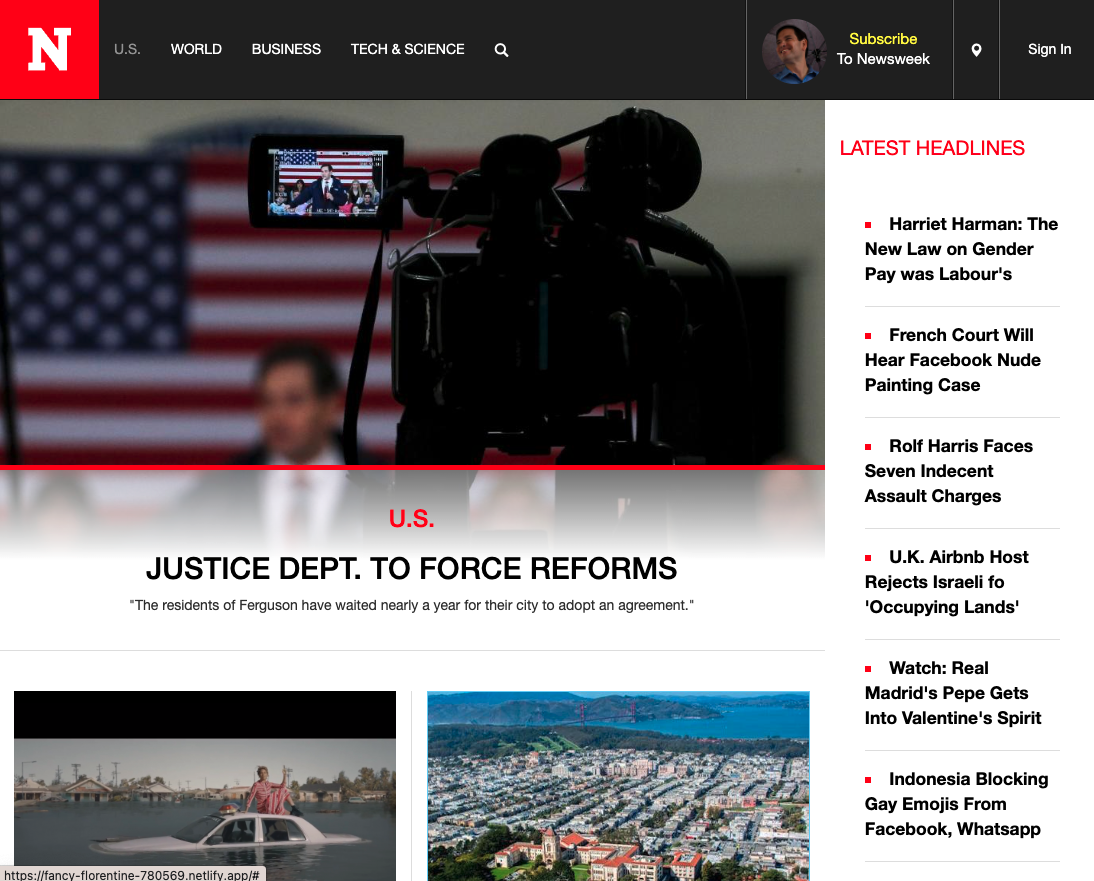 N
U.S.
WORLD
BUSINESS
TECH & SCIENCE
Subscribe
To Newsweek
Sign In
LATEST HEADLINES
Harriet Harman: The
New Law on Gender
Pay was Labour's
French Court Will
Hear Facebook Nude
Painting Case
Rolf Harris Faces
Seven Indecent
Assault Charges
U.K. Airbnb Host
Rejects Israeli fo
'Occupying Lands'
Watch: Real
Madrid's Pepe Gets
Into Valentine's Spirit
Indonesia Blocking
Gay Emojis From
Facebook, Whatsapp
U.S.
JUSTICE DEPT. TO FORCE REFORMS
"The residents of Ferguson have waited nearly a year for their city to adopt an agreement."
https://fancy-florentine-780569.netlify.app/#